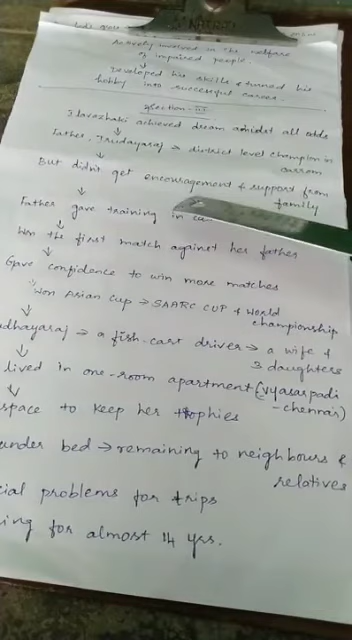 Actively involved in the welfare
of impaired people.
Developed his skills & turned his
hobby into successful career.
Section-III
Ilavazhaki achieved dream amidst all odds
Father, Irudayaraj → district level champion in
carrom
But didn't get encouragement & support from
family
Father gave training in
Won the first match against her father
Gave confidence to win more matches
Won Asian Cup → SAARC CUP & World
championship
adhayaraj → a fish-cart driver → a wife &
3 daughters
lived in one-room apartment (Vyasarpadi
-chennai)
space to keep her trophies
under bed → remaining to neighbours &
relatives
cial problems for trips
ing for almost 14 yrs.